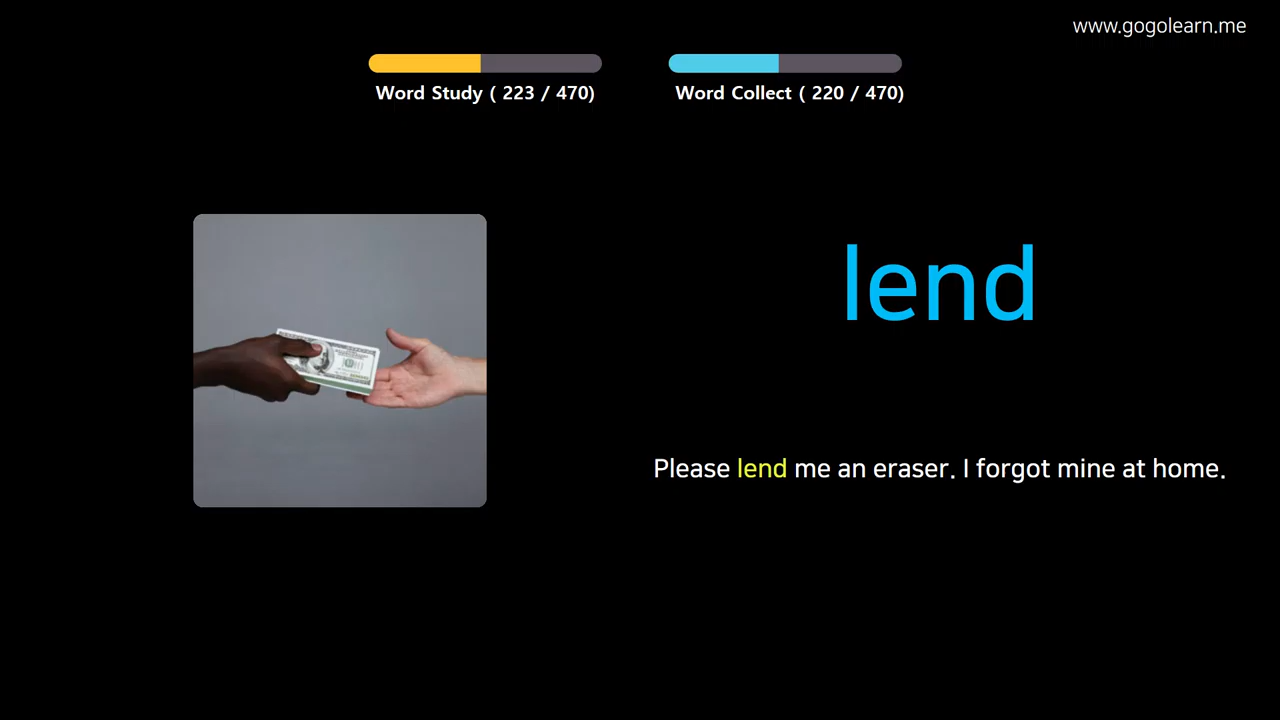 www.gogolearn.me
Word Study ( 223 / 470)
Word Collect ( 220 / 470)
lend
Please lend me an eraser. I forgot mine at home.